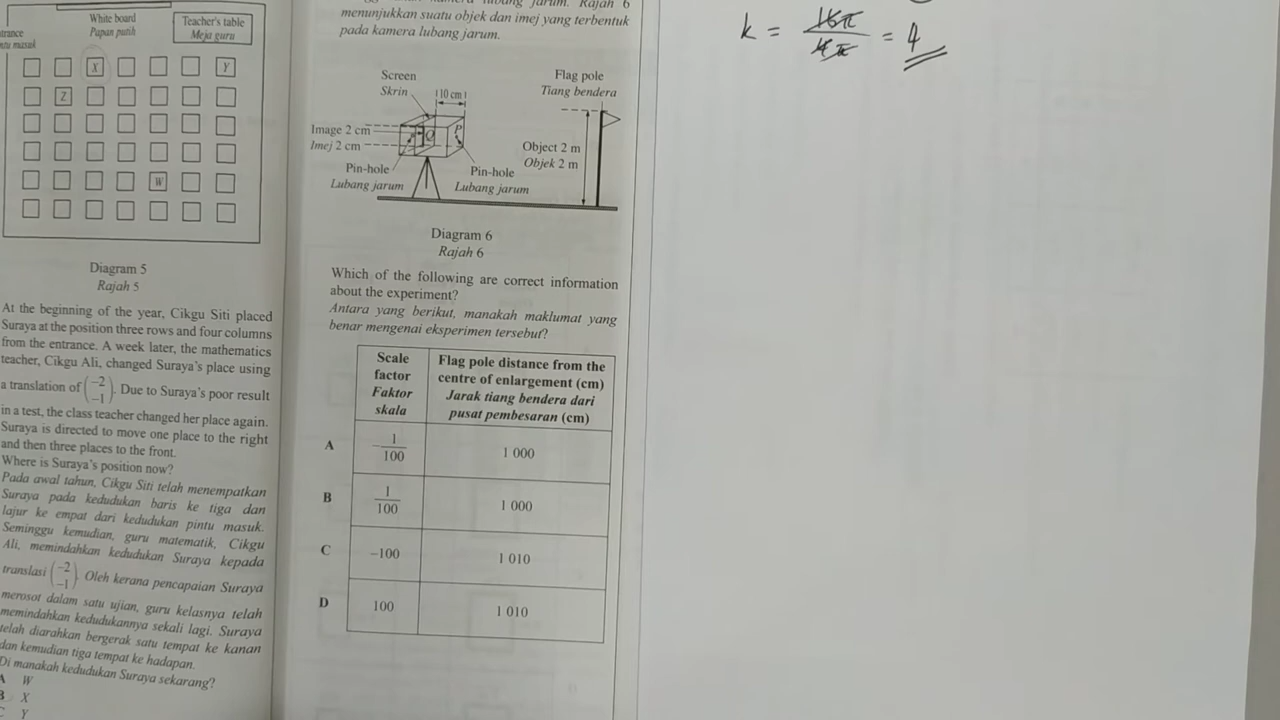 White board
Papan putih
Teacher's table
Meja guru
X
Y
Z
W
Diagram 5
Rajah 5
At the beginning of the year, Cikgu Siti placed
Suraya at the position three rows and four columns
from the entrance. A week later, the mathematics
teacher, Cikgu Ali, changed Suraya's place using
a translation of (−2 −1). Due to Suraya's poor result
in a test, the class teacher changed her place again.
Suraya is directed to move one place to the right
and then three places to the front.
Where is Suraya's position now?
Pada awal tahun, Cikgu Siti telah menempatkan
Suraya pada kedudukan baris ke tiga dan
lajur ke empat dari kedudukan pintu masuk.
Seminggu kemudian, guru matematik, Cikgu
Ali, memindahkan kedudukan Suraya kepada
translasi (−2 −1). Oleh kerana pencapaian Suraya
merosot dalam satu ujian, guru kelasnya telah
memindahkan kedudukannya sekali lagi. Suraya
telah diarahkan bergerak satu tempat ke kanan
dan kemudian tiga tempat ke hadapan.
Di manakah kedudukan Suraya sekarang?
W
X
Y
lubang jarum. Rajah 6
menunjukkan suatu objek dan imej yang terbentuk
pada kamera lubang jarum.
Screen
Skrin
10 cm
Flag pole
Tiang bendera
Image 2 cm
Imej 2 cm
Q
P
Object 2 m
Objek 2 m
Pin-hole
Lubang jarum
Pin-hole
Lubang jarum
Diagram 6
Rajah 6
Which of the following are correct information
about the experiment?
Antara yang berikut, manakah maklumat yang
benar mengenai eksperimen tersebut?
Scale factor Faktor skala
Flag pole distance from the centre of enlargement (cm) Jarak tiang bendera dari pusat pembesaran (cm)
A −1/100 1 000
B 1/100 1 000
C −100 1 010
D 100 1 010
k = 16π/4π = 4